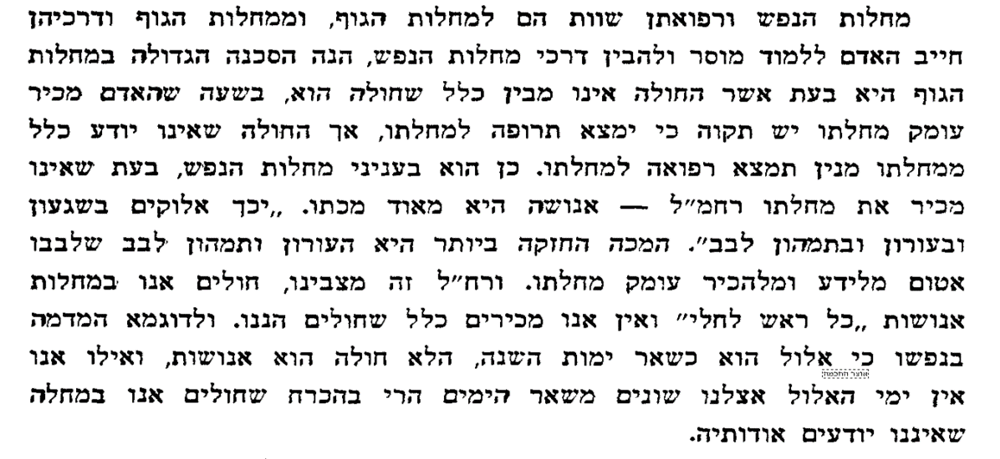 מחלות הנפש ורפואתן שוות הם למחלות הגוף, וממחלות הגוף ודרכיהן
חייב האדם ללמוד מוסר ולהבין דרכי מחלות הנפש, הנה הסכנה הגדולה במחלות
הגוף היא בעת אשר החולה אינו מבין כלל שחולה הוא, בשעה שהאדם מכיר
עומק מחלתו יש תקוה כי ימצא תרופה למחלתו, אך החולה שאינו יודע כלל
ממחלתו מנין תמצא רפואה למחלתו. כן הוא בעניני מחלות הנפש, בעת שאינו
מכיר את מחלתו רחמ״ל — אנושה היא מאוד מכתו. „יכך אלוקים בשגעון
ובעורון ובתמהון לבב״. המכה החזקה ביותר היא העורון ותמהון לבב שלבבו
אטום מלידע ומלהכיר עומק מחלתו. ורח״ל זה מצבינו, חולים אנו במחלות
אנושות „כל ראש לחלי״ ואין אנו מכירים כלל שחולים הננו. ולדוגמא המדמה
בנפשו כי אלול הוא כשאר ימות השנה, הלא חולה הוא אנושות, ואילו אנו
אוצר החכמה
אין ימי האלול אצלנו שונים משאר הימים הרי בהכרח שחולים אנו במחלה
שאיננו יודעים אודותיה.